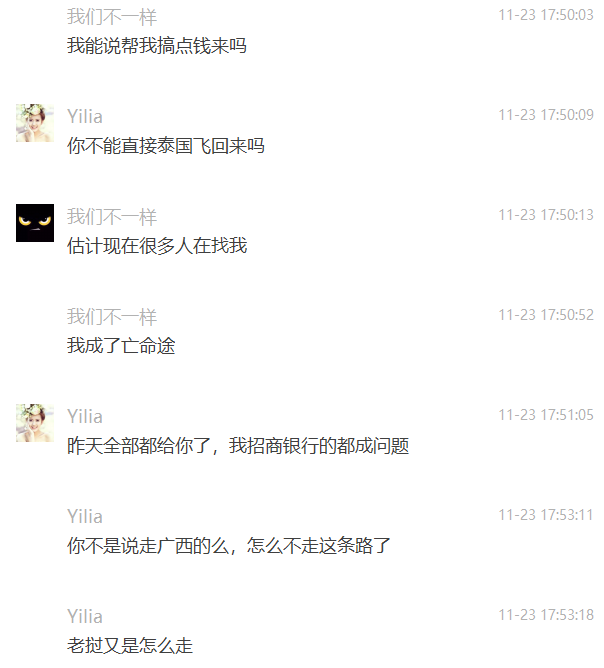 我们不一样 11-23 17:50:03
我能说帮我搞点钱来吗
Yilia 11-23 17:50:09
你不能直接泰国飞回来吗
我们不一样 11-23 17:50:13
估计现在很多人在找我
我们不一样 11-23 17:50:52
我成了亡命途
Yilia 11-23 17:51:05
昨天全部都给你了，我招商银行的都成问题
Yilia 11-23 17:53:11
你不是说走广西的么，怎么不走这条路了
Yilia 11-23 17:53:18
老挝又是怎么走